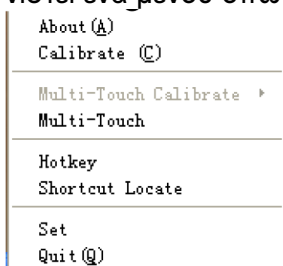 About(A)
Calibrate (C)
Multi-Touch Calibrate
Multi-Touch
Hotkey
Shortcut Locate
Set
Quit(Q)